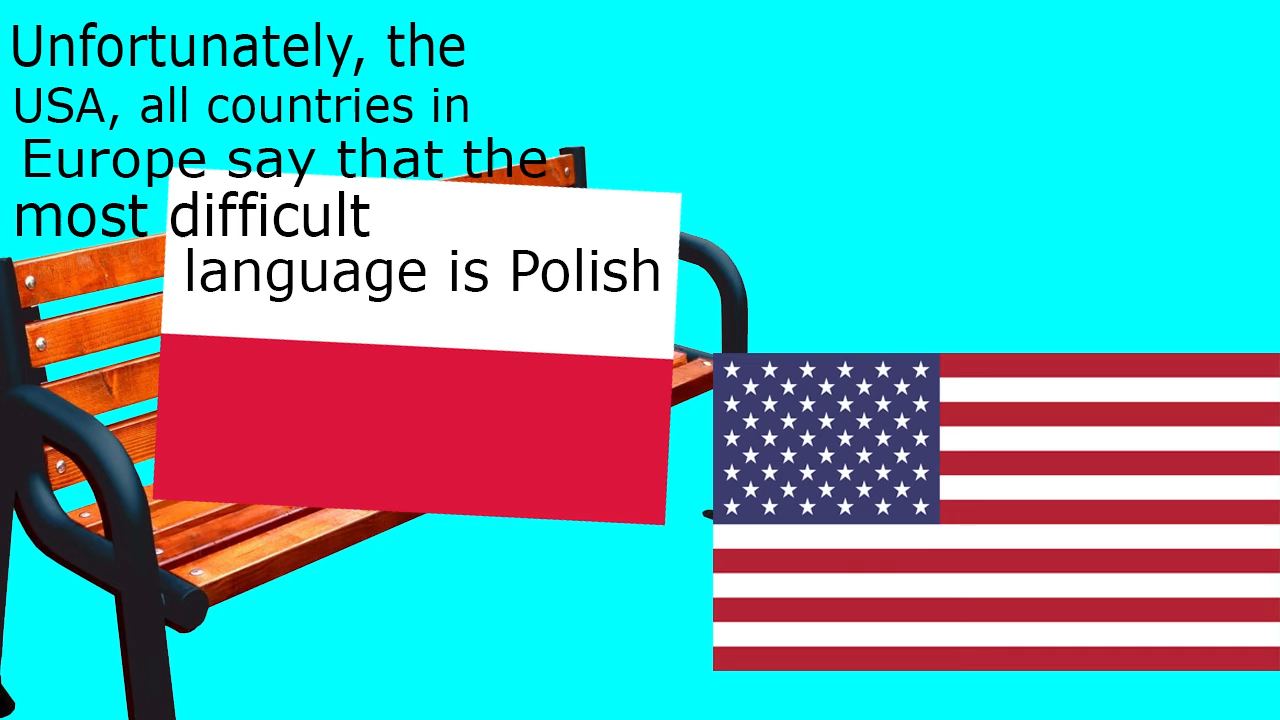 Unfortunately, the
USA, all countries in
Europe say that the
most difficult
language is Polish